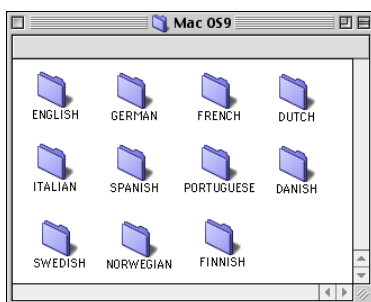 Mac OS9
ENGLISH GERMAN FRENCH DUTCH
ITALIAN SPANISH PORTUGUESE DANISH
SWEDISH NORWEGIAN FINNISH